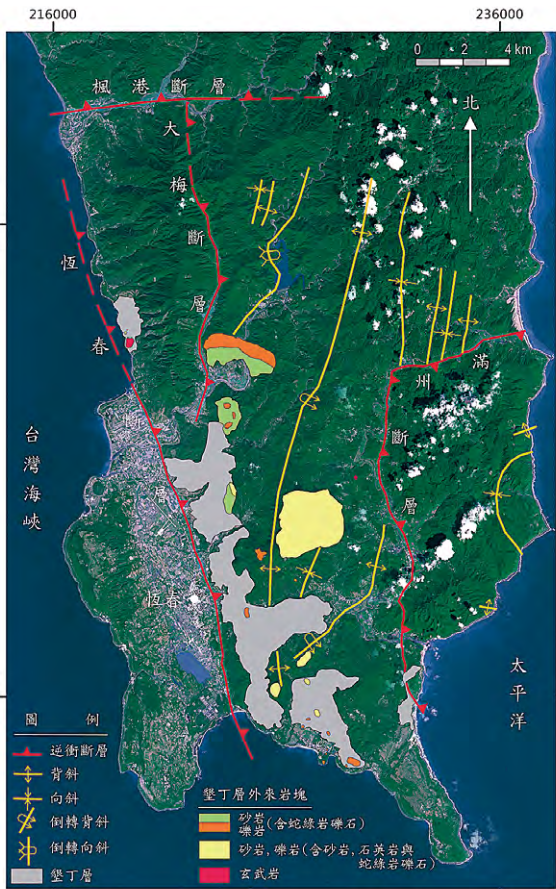 216000
236000
0 2 4 km
北
楓港斷層
大梅斷層
恆春斷層
滿州斷層
台灣海峽
恆春
太平洋
圖 例
逆衝斷層
背斜
向斜
倒轉背斜
倒轉向斜
墾丁層
墾丁層外來岩塊
砂岩
礫岩
(含蛇綠岩礫石)
砂岩,礫岩(含砂岩,石英岩與
蛇綠岩礫石)
玄武岩